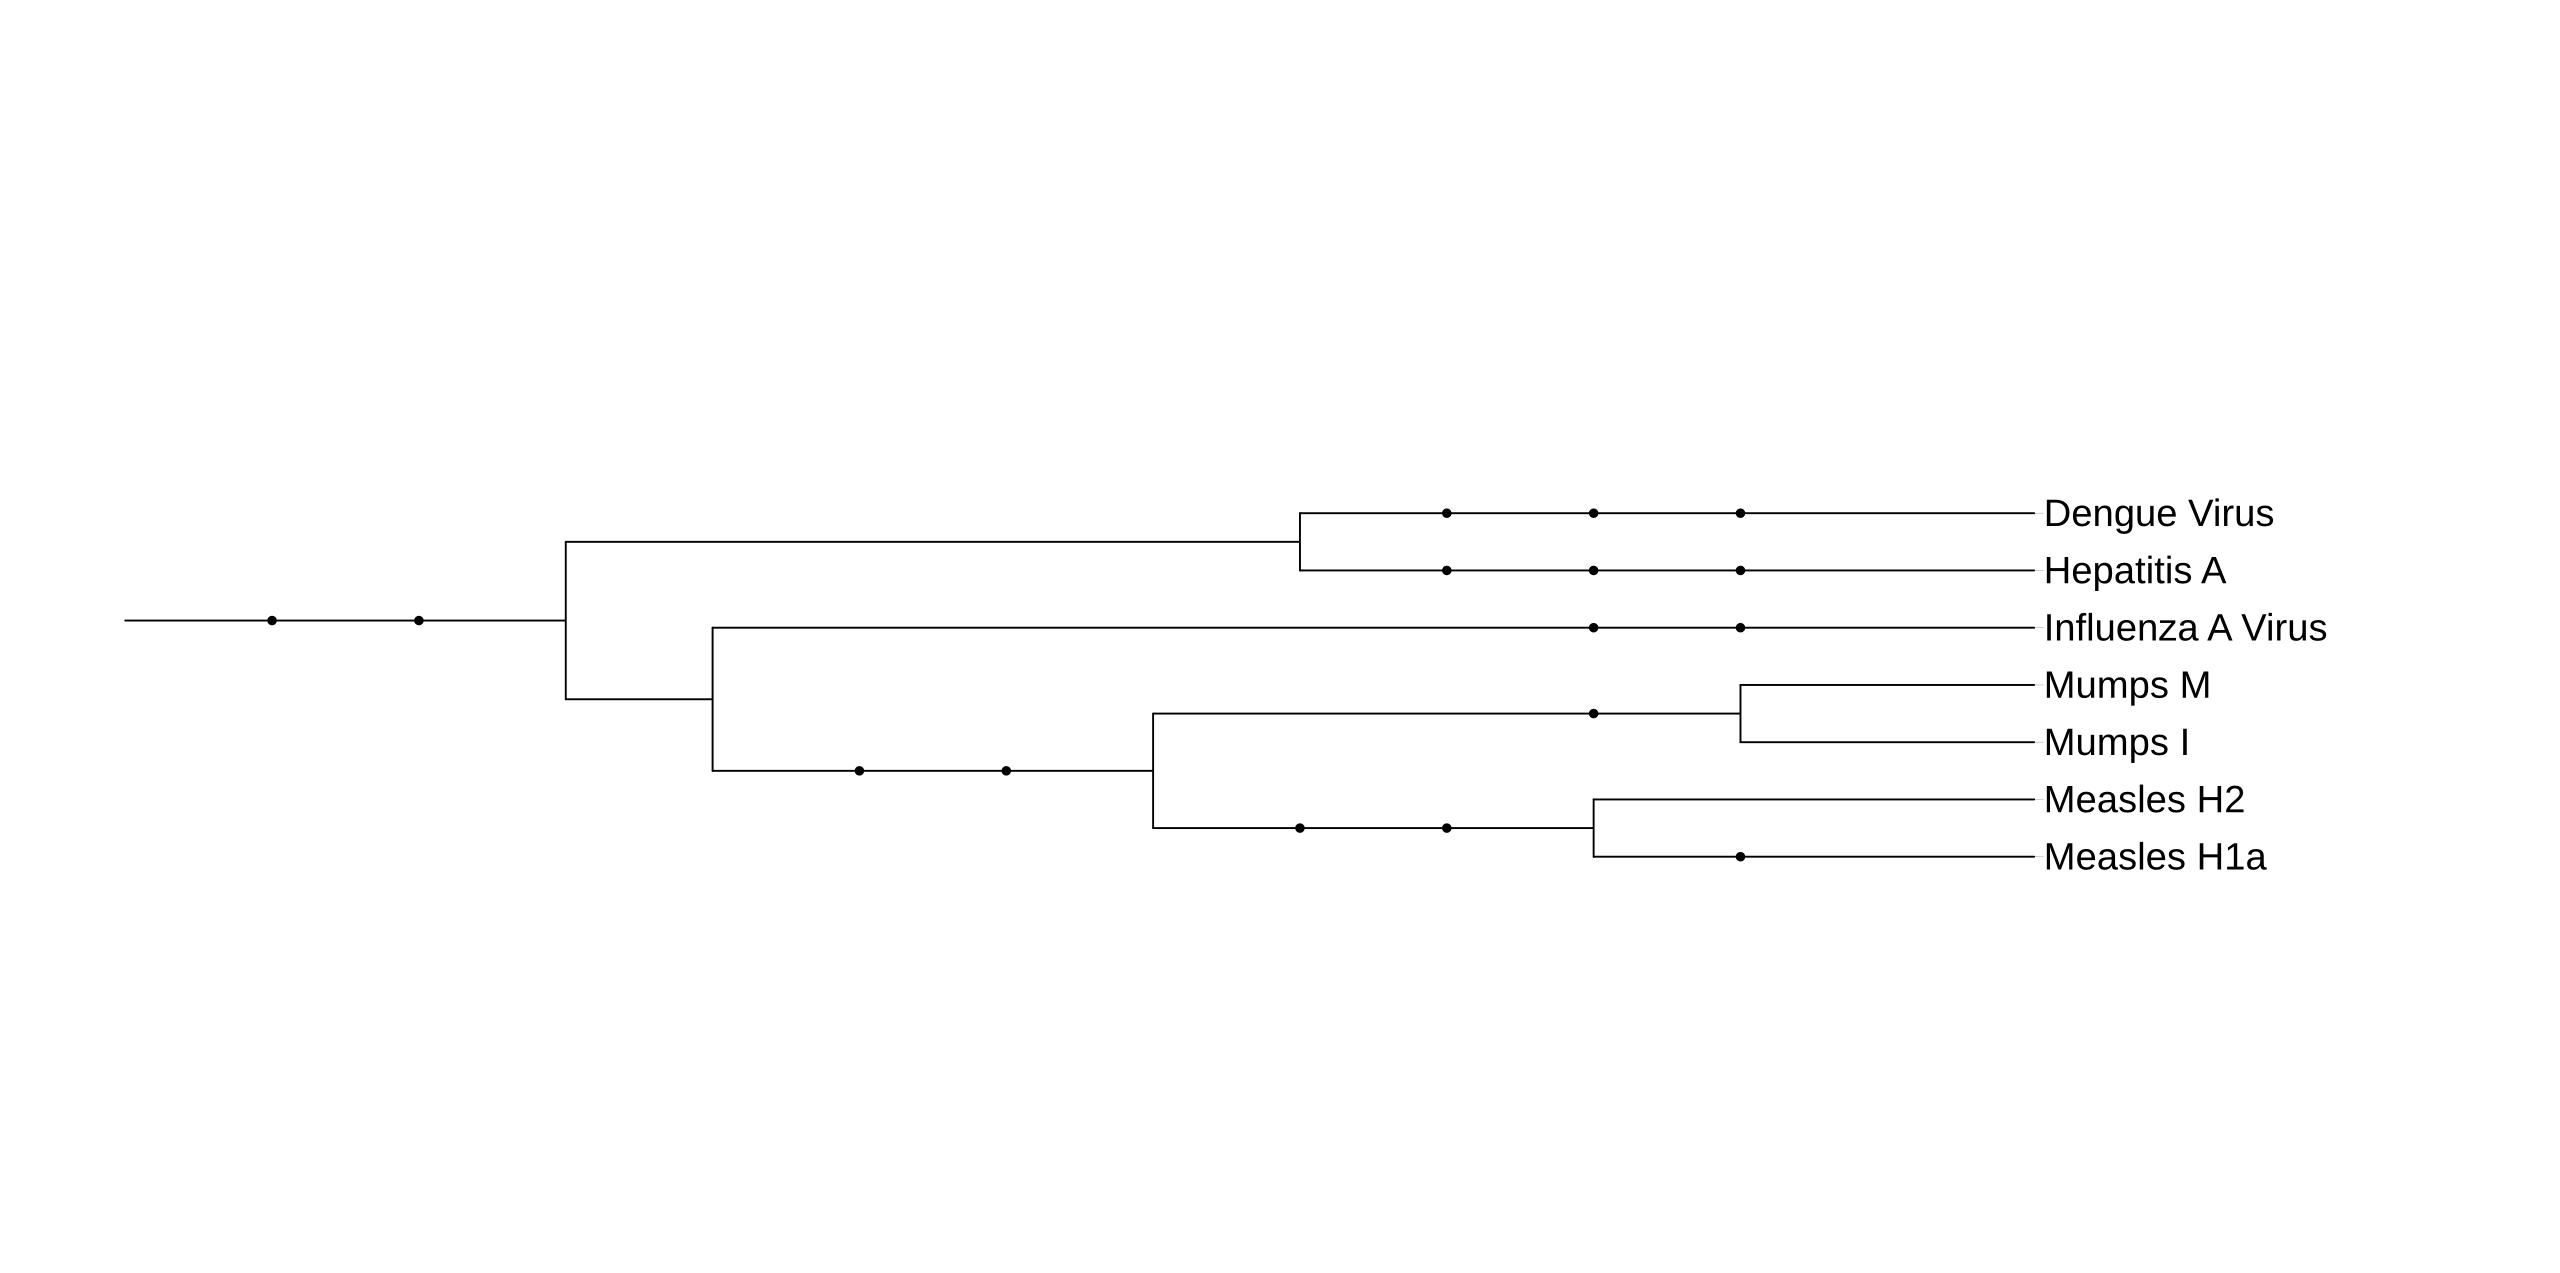 Dengue Virus
Hepatitis A
Influenza A Virus
Mumps M
Mumps I
Measles H2
Measles H1a